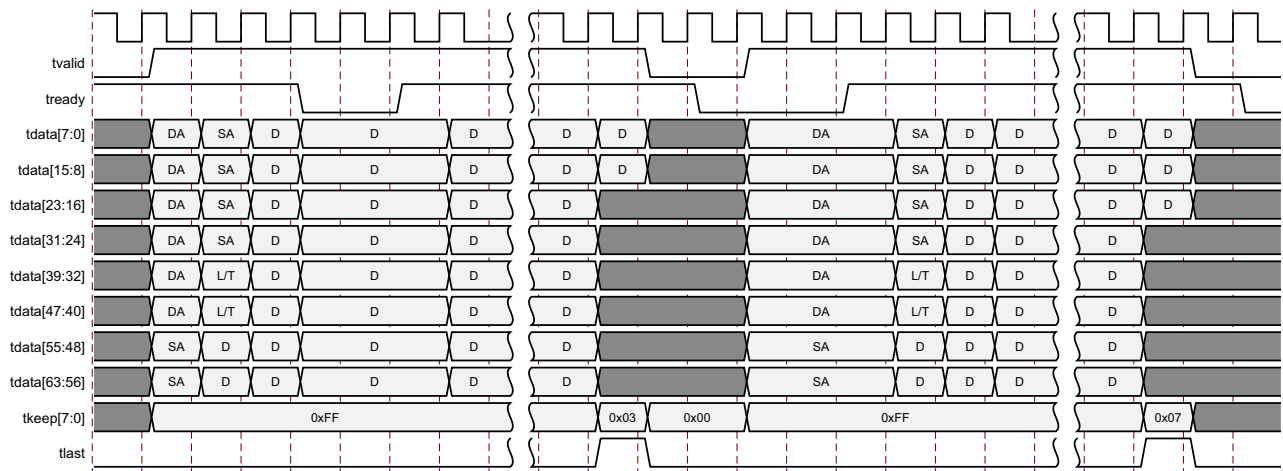 tvalid
tready
tdata[7:0] DA SA D D D D D DA SA D D D D
tdata[15:8] DA SA D D D D D DA SA D D D D
tdata[23:16] DA SA D D D D DA SA D D D D
tdata[31:24] DA SA D D D D DA SA D D D
tdata[39:32] DA L/T D D D D DA L/T D D D
tdata[47:40] DA L/T D D D D DA L/T D D D
tdata[55:48] SA D D D D D SA D D D D
tdata[63:56] SA D D D D D SA D D D D
tkeep[7:0] 0xFF 0x03 0x00 0xFF 0x07
tlast